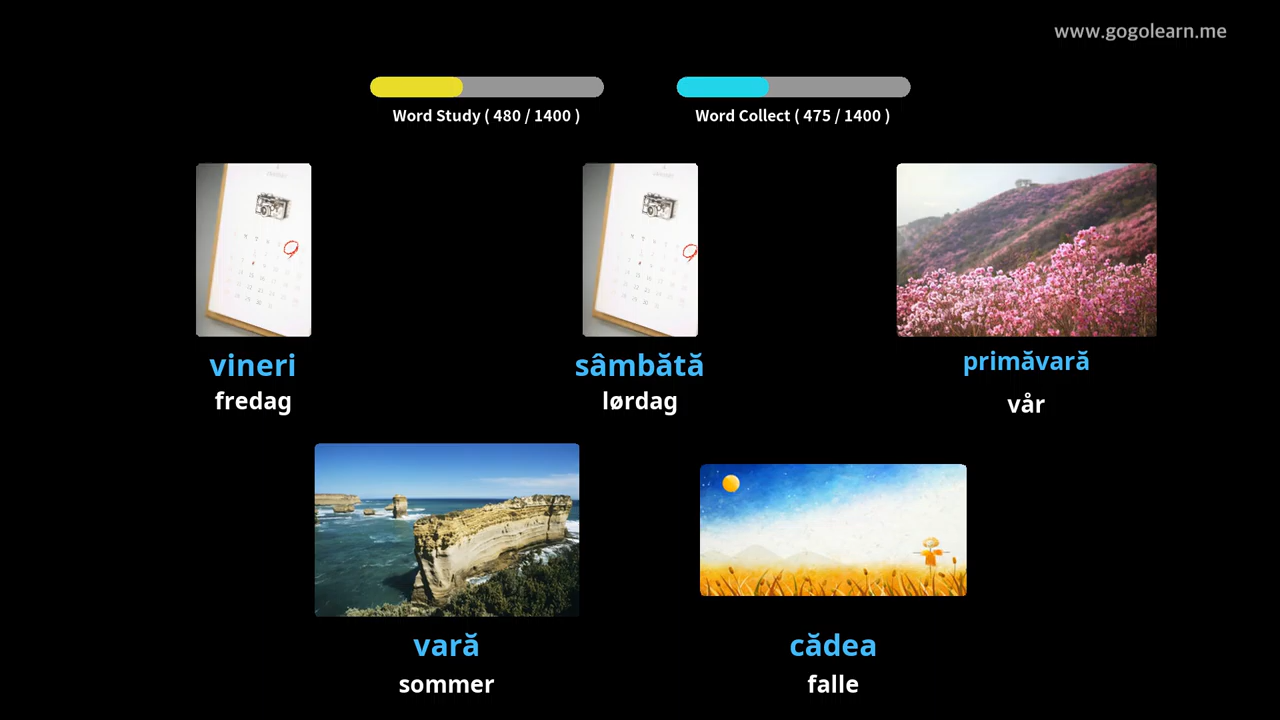 www.gogolearn.me
Word Study ( 480 / 1400 )
Word Collect ( 475 / 1400 )
vineri
fredag
sâmbătă
lørdag
primăvară
vår
vară
sommer
cădea
falle